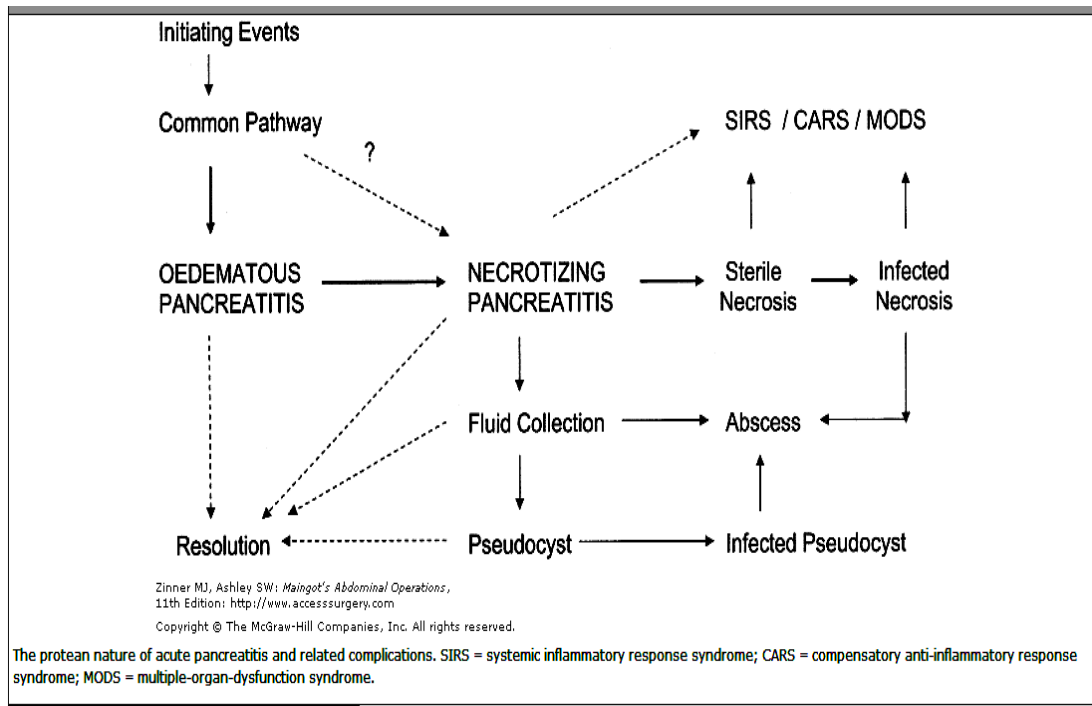 Initiating Events
Common Pathway
?
SIRS / CARS / MODS
OEDEMATOUS
PANCREATITIS
NECROTIZING
PANCREATITIS
Sterile
Necrosis
Infected
Necrosis
Fluid Collection
Abscess
Resolution
Pseudocyst
Infected Pseudocyst
Zinner MJ, Ashley SW: Maingot's Abdominal Operations,
11th Edition: http://www.accesssurgery.com
Copyright © The McGraw-Hill Companies, Inc. All rights reserved.
The protean nature of acute pancreatitis and related complications. SIRS = systemic inflammatory response syndrome; CARS = compensatory anti-inflammatory response
syndrome; MODS = multiple-organ-dysfunction syndrome.